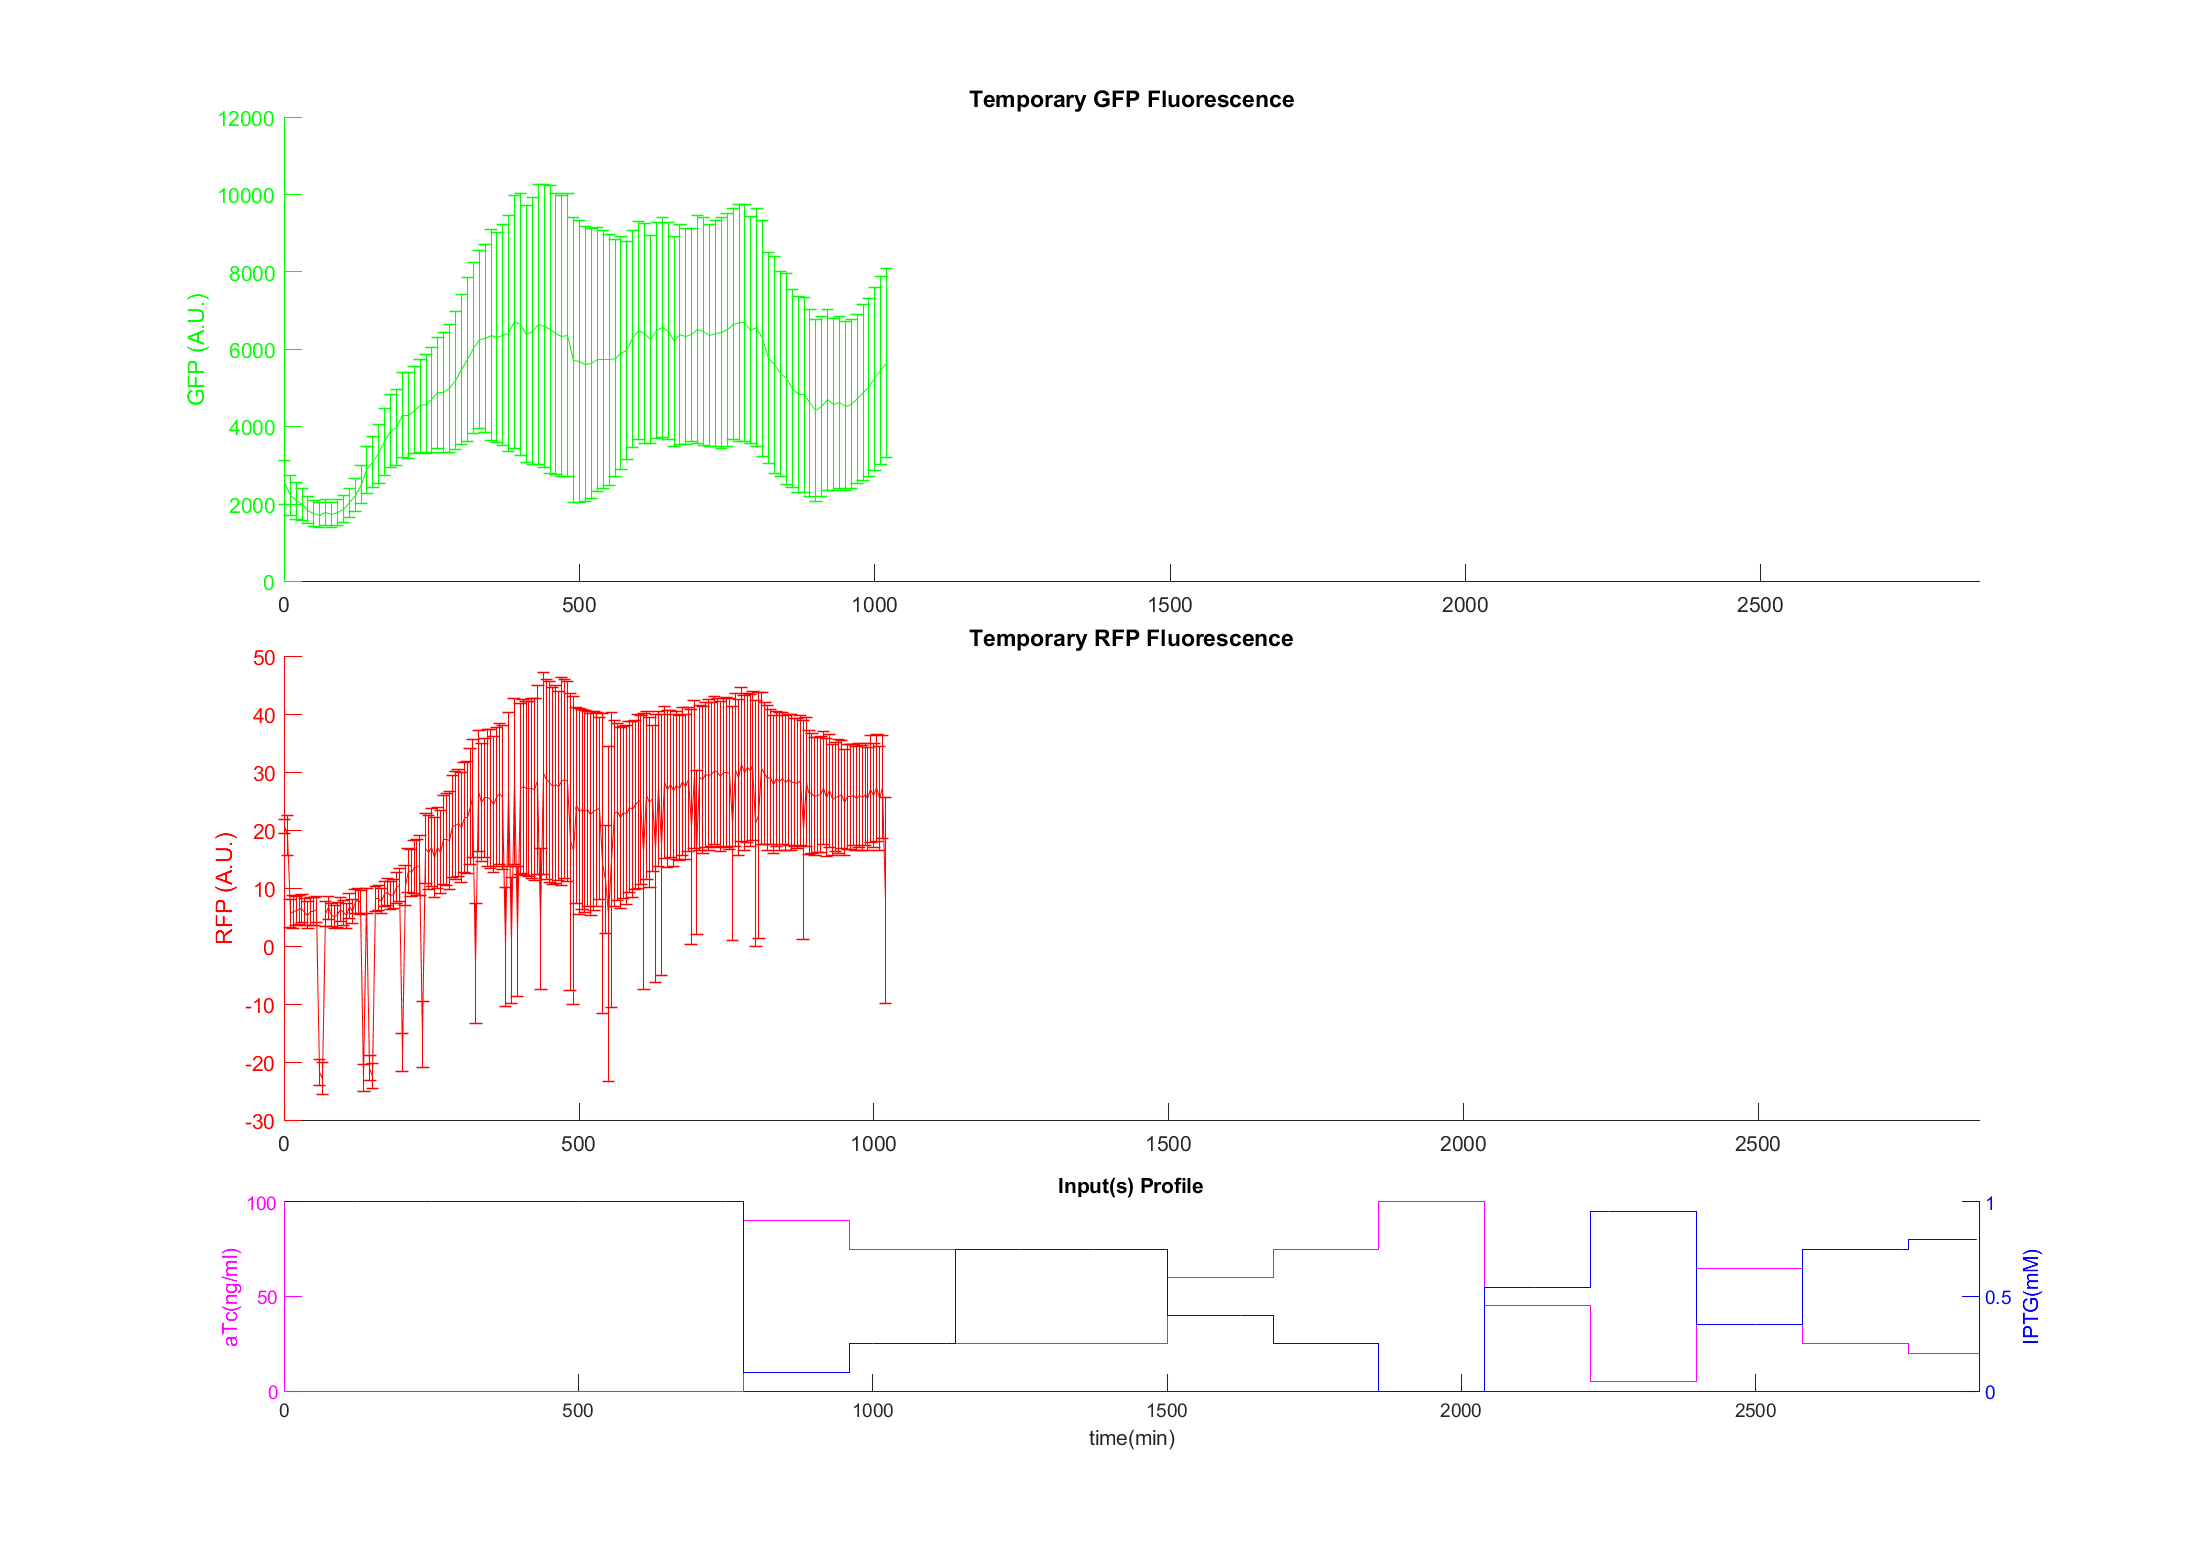 Temporary GFP Fluorescence
12000
10000
8000
6000
4000
2000
0
GFP (A.U.)
0 500 1000 1500 2000 2500
Temporary RFP Fluorescence
50
40
30
20
10
0
-10
-20
-30
RFP (A.U.)
0 500 1000 1500 2000 2500
Input(s) Profile
100
50
0
aTc(ng/ml)
1
0.5
0
IPTG(mM)
0 500 1000 1500 2000 2500
time(min)